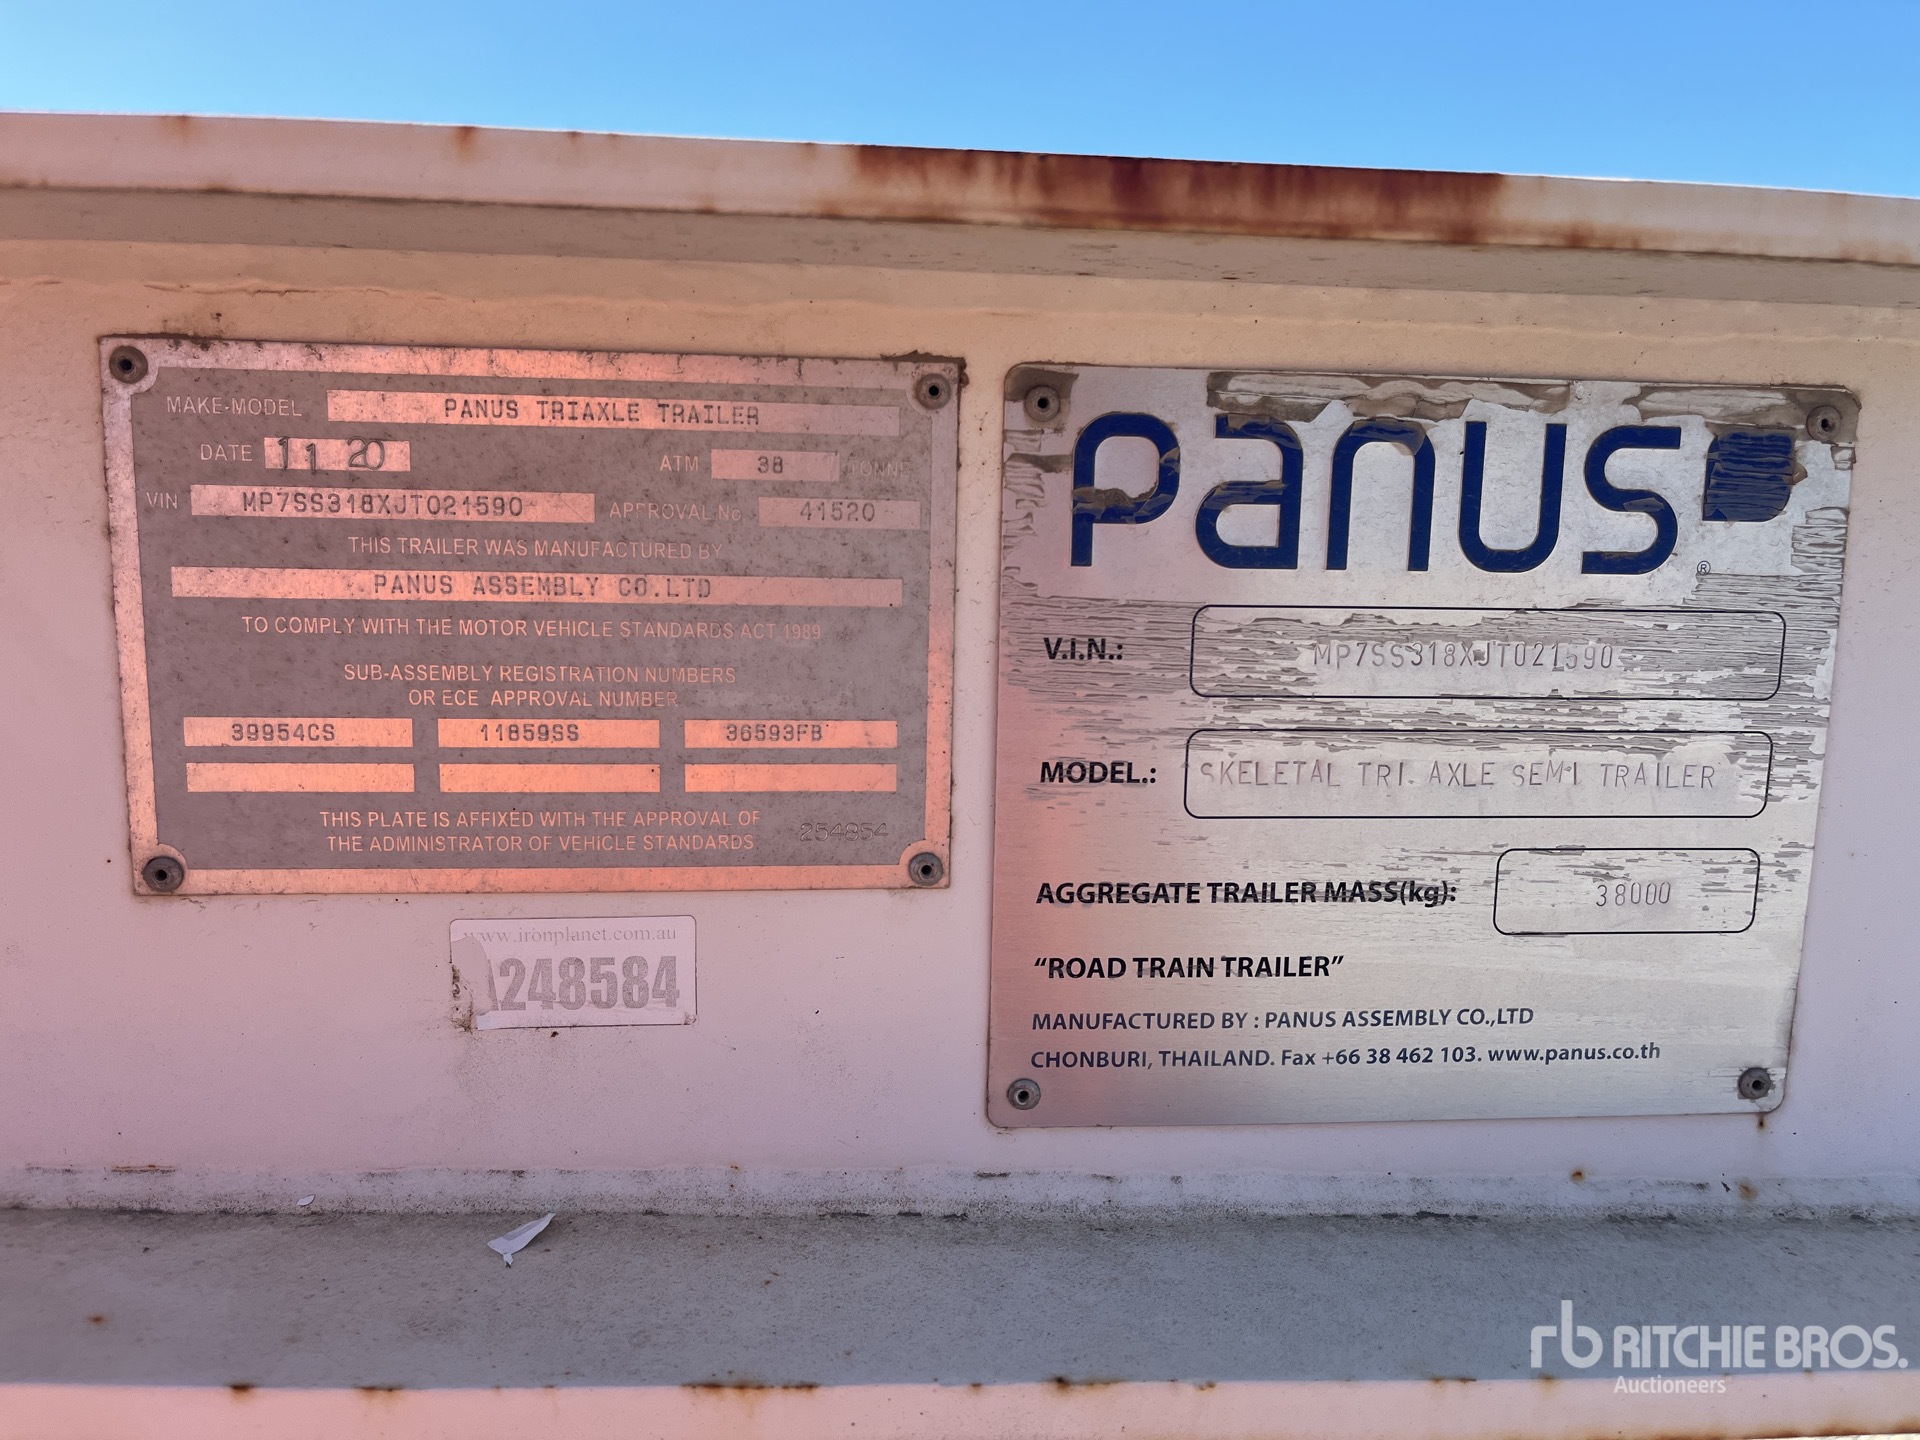 MAKE-MODEL PANUS TRIAXLE TRAILER
DATE 11 20 ATM 38 TONNE
VIN MP7SS318XJT021590 APPROVAL No. 41520
THIS TRAILER WAS MANUFACTURED BY
PANUS ASSEMBLY CO.LTD
TO COMPLY WITH THE MOTOR VEHICLE STANDARDS ACT 1989
SUB-ASSEMBLY REGISTRATION NUMBERS
OR ECE APPROVAL NUMBER
39954CS 11859SS 36593FB
THIS PLATE IS AFFIXED WITH THE APPROVAL OF
THE ADMINISTRATOR OF VEHICLE STANDARDS 254854
www.ironplanet.com.au
A248584
Panus ®
V.I.N.: MP7SS318XJT021590
MODEL.: SKELETAL TRI. AXLE SEMI TRAILER
AGGREGATE TRAILER MASS(kg): 38000
"ROAD TRAIN TRAILER"
MANUFACTURED BY : PANUS ASSEMBLY CO.,LTD
CHONBURI, THAILAND. Fax +66 38 462 103. www.panus.co.th
rb RITCHIE BROS.
Auctioneers